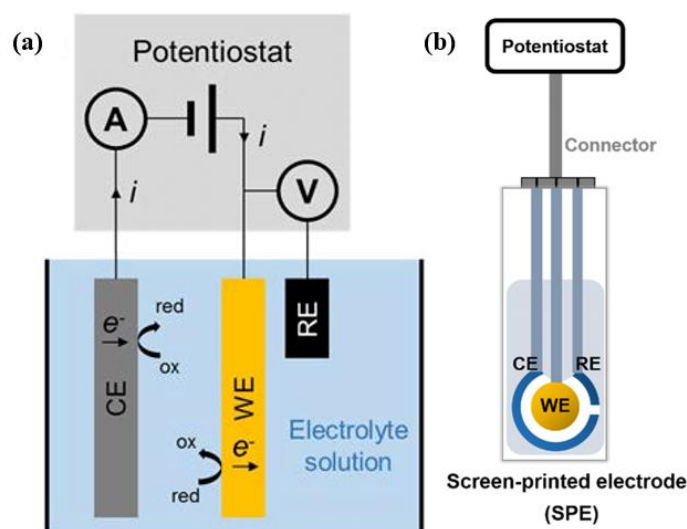 (a)
Potentiostat
A
i
i
V
e-
red
ox
CE
WE
RE
ox
red
e-
Electrolyte
solution
(b)
Potentiostat
Connector
CE
RE
WE
Screen-printed electrode
(SPE)